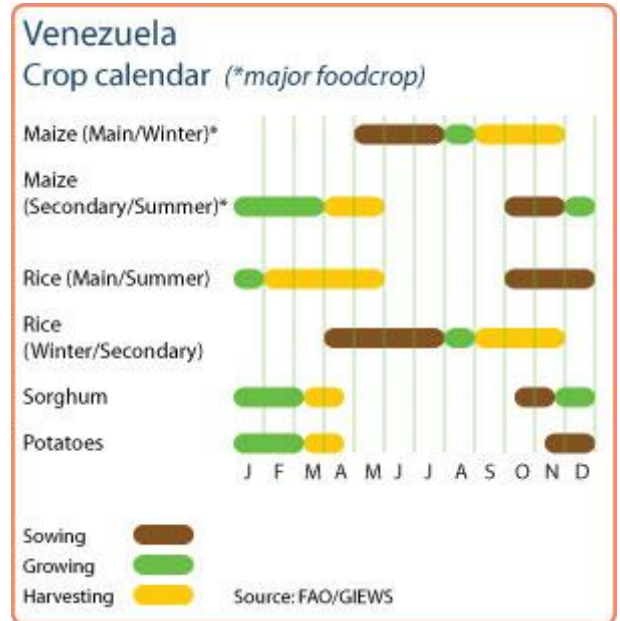 Venezuela
Crop calendar (*major foodcrop)
Maize (Main/Winter)*
Maize
(Secondary/Summer)*
Rice (Main/Summer)
Rice
(Winter/Secondary)
Sorghum
Potatoes
J F M A M J J A S O N D
Sowing
Growing
Harvesting
Source: FAO/GIEWS